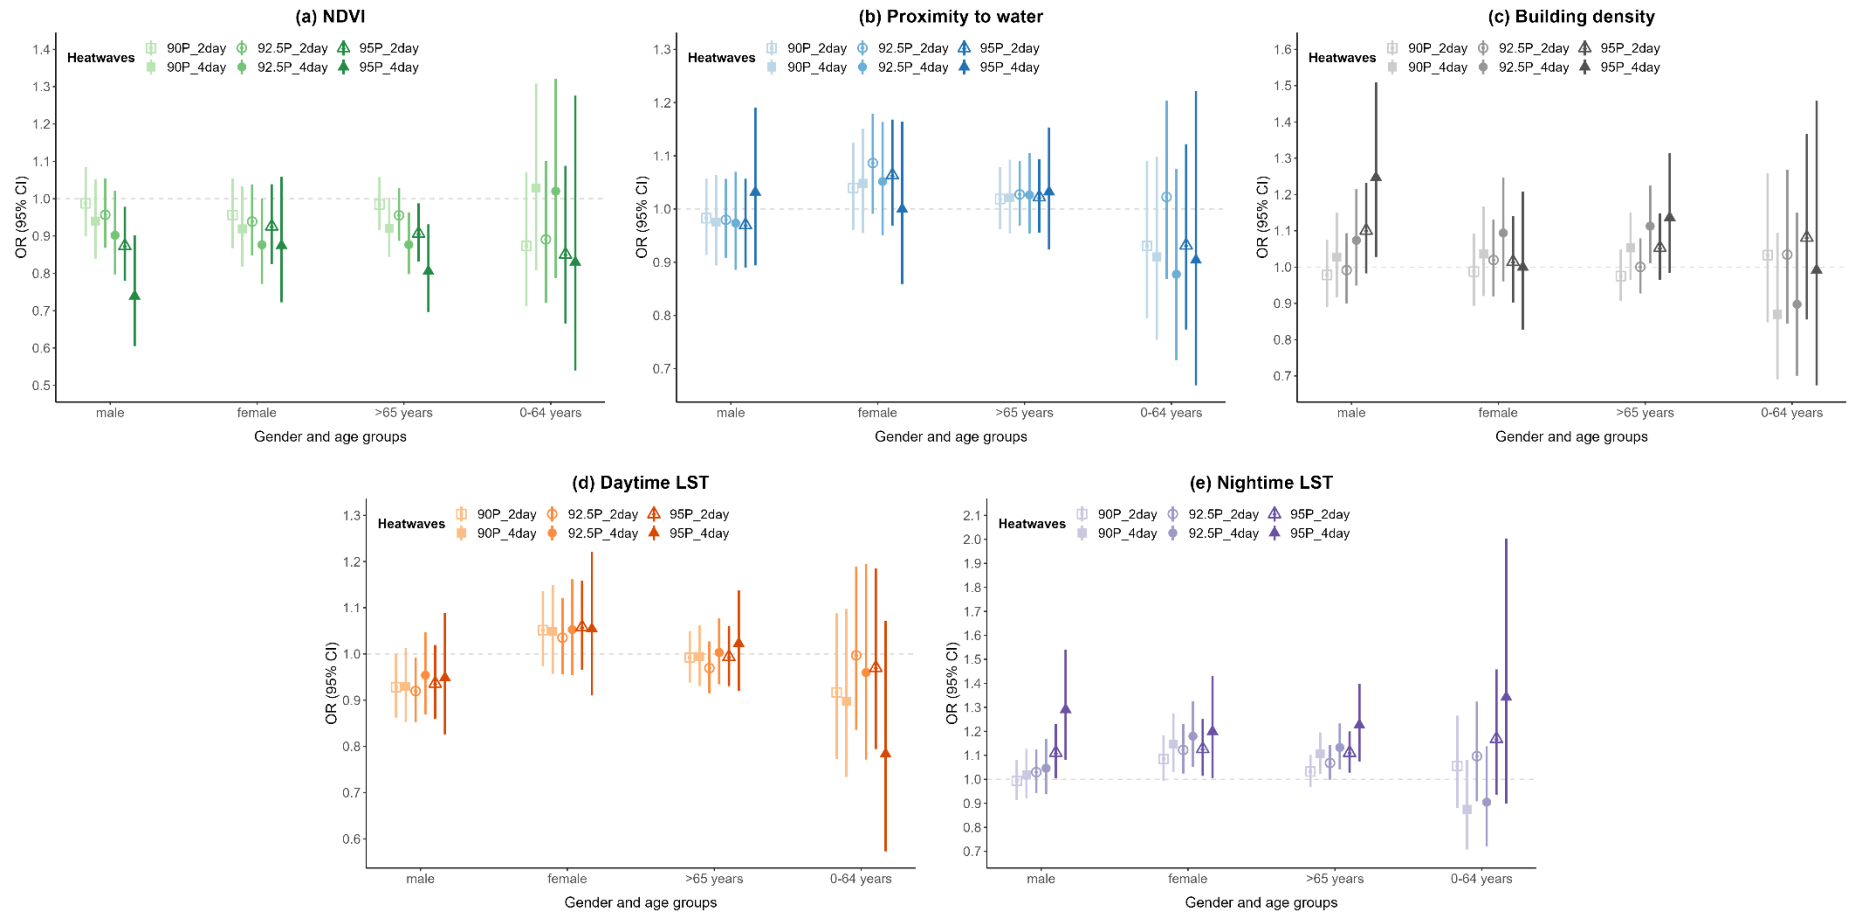 (a) NDVI
Heatwaves
90P_2day 92.5P_2day 95P_2day
90P_4day 92.5P_4day 95P_4day
1.4
1.3
1.2
1.1
1.0
0.9
0.8
0.7
0.6
0.5
OR (95% CI)
male female >65 years 0-64 years
Gender and age groups
(b) Proximity to water
Heatwaves
90P_2day 92.5P_2day 95P_2day
90P_4day 92.5P_4day 95P_4day
1.3
1.2
1.1
1.0
0.9
0.8
0.7
OR (95% CI)
male female >65 years 0-64 years
Gender and age groups
(c) Building density
Heatwaves
90P_2day 92.5P_2day 95P_2day
90P_4day 92.5P_4day 95P_4day
1.6
1.5
1.4
1.3
1.2
1.1
1.0
0.9
0.8
0.7
OR (95% CI)
male female >65 years 0-64 years
Gender and age groups
(d) Daytime LST
Heatwaves
90P_2day 92.5P_2day 95P_2day
90P_4day 92.5P_4day 95P_4day
1.3
1.2
1.1
1.0
0.9
0.8
0.7
0.6
OR (95% CI)
male female >65 years 0-64 years
Gender and age groups
(e) Nightime LST
Heatwaves
90P_2day 92.5P_2day 95P_2day
90P_4day 92.5P_4day 95P_4day
2.1
2.0
1.9
1.8
1.7
1.6
1.5
1.4
1.3
1.2
1.1
1.0
0.9
0.8
0.7
OR (95% CI)
male female >65 years 0-64 years
Gender and age groups